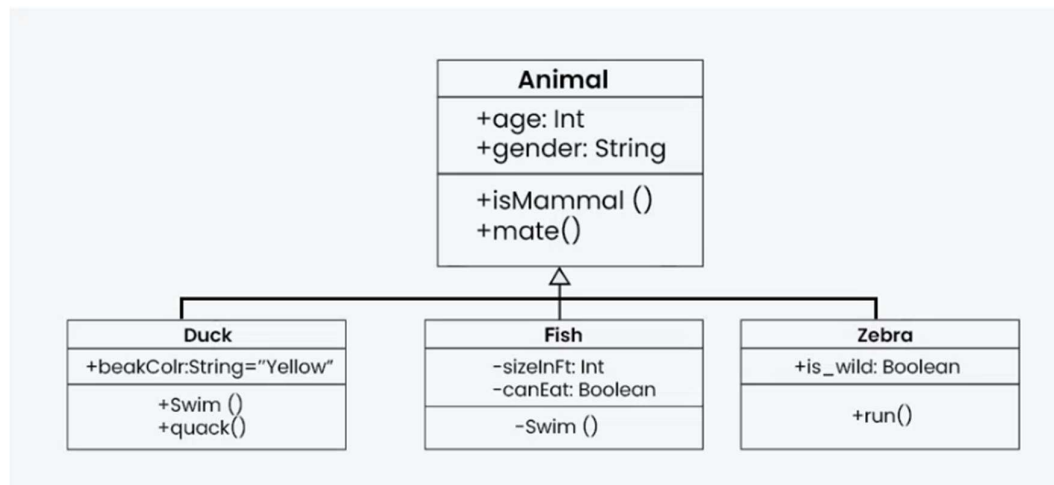 Animal
+age: Int
+gender: String
+isMammal ()
+mate()
Duck
+beakColr:String="Yellow"
+Swim ()
+quack()
Fish
-sizeInFt: Int
-canEat: Boolean
-Swim ()
Zebra
+is_wild: Boolean
+run()